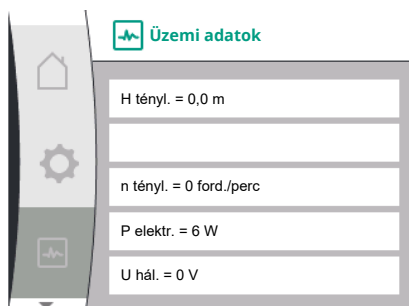 Üzemi adatok
H tényl. = 0,0 m
n tényl. = 0 ford./perc
P elektr. = 6 W
U hál. = 0 V